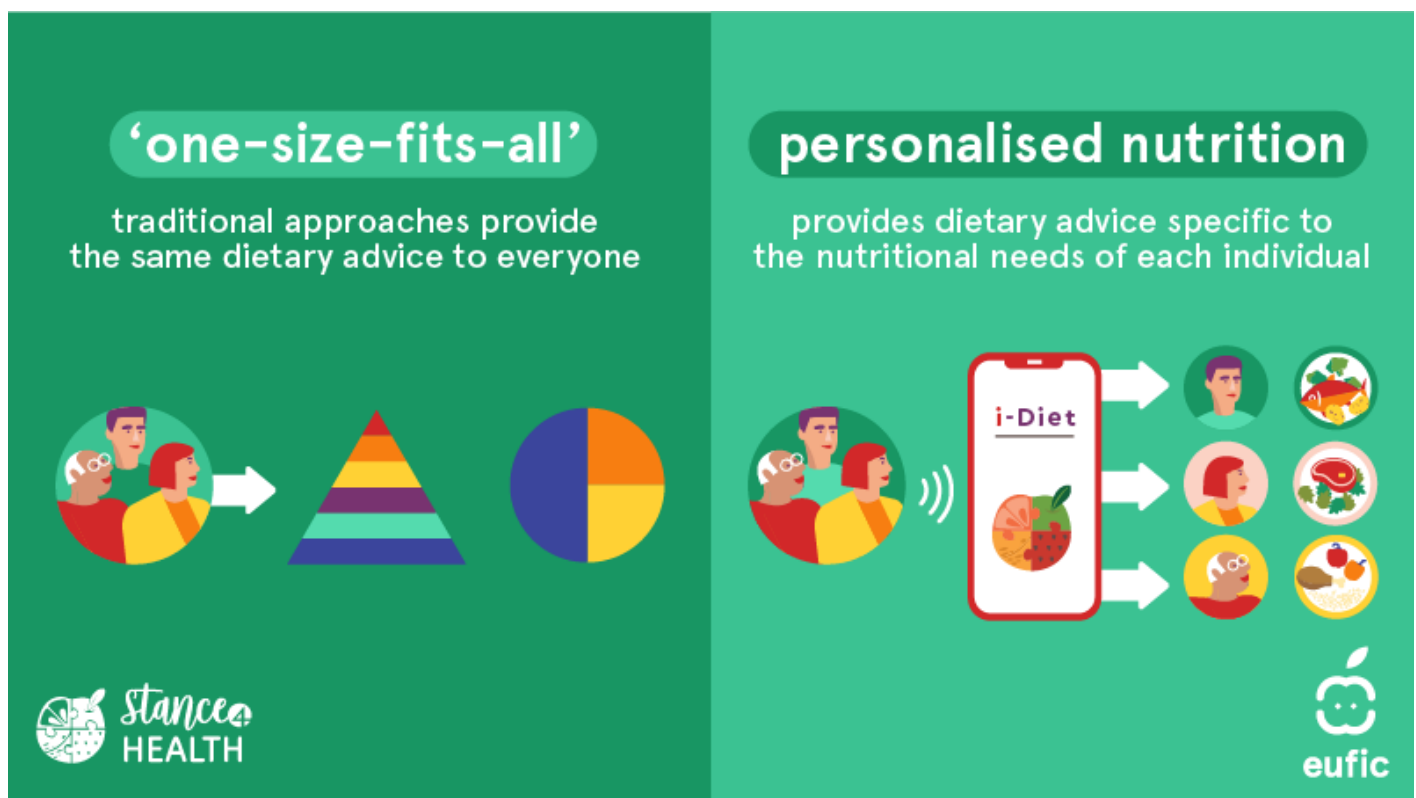 ‘one-size-fits-all’
traditional approaches provide
the same dietary advice to everyone
Stance4
HEALTH
personalised nutrition
provides dietary advice specific to
the nutritional needs of each individual
i-Diet
eufic